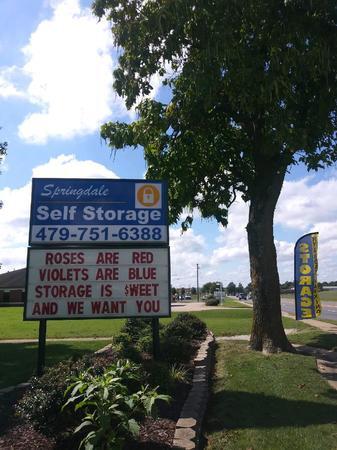 Springdale
Self Storage
479-751-6388
ROSES ARE RED
VIOLETS ARE BLUE
STORAGE IS $WEET
AND WE WANT YOU
STORAGE